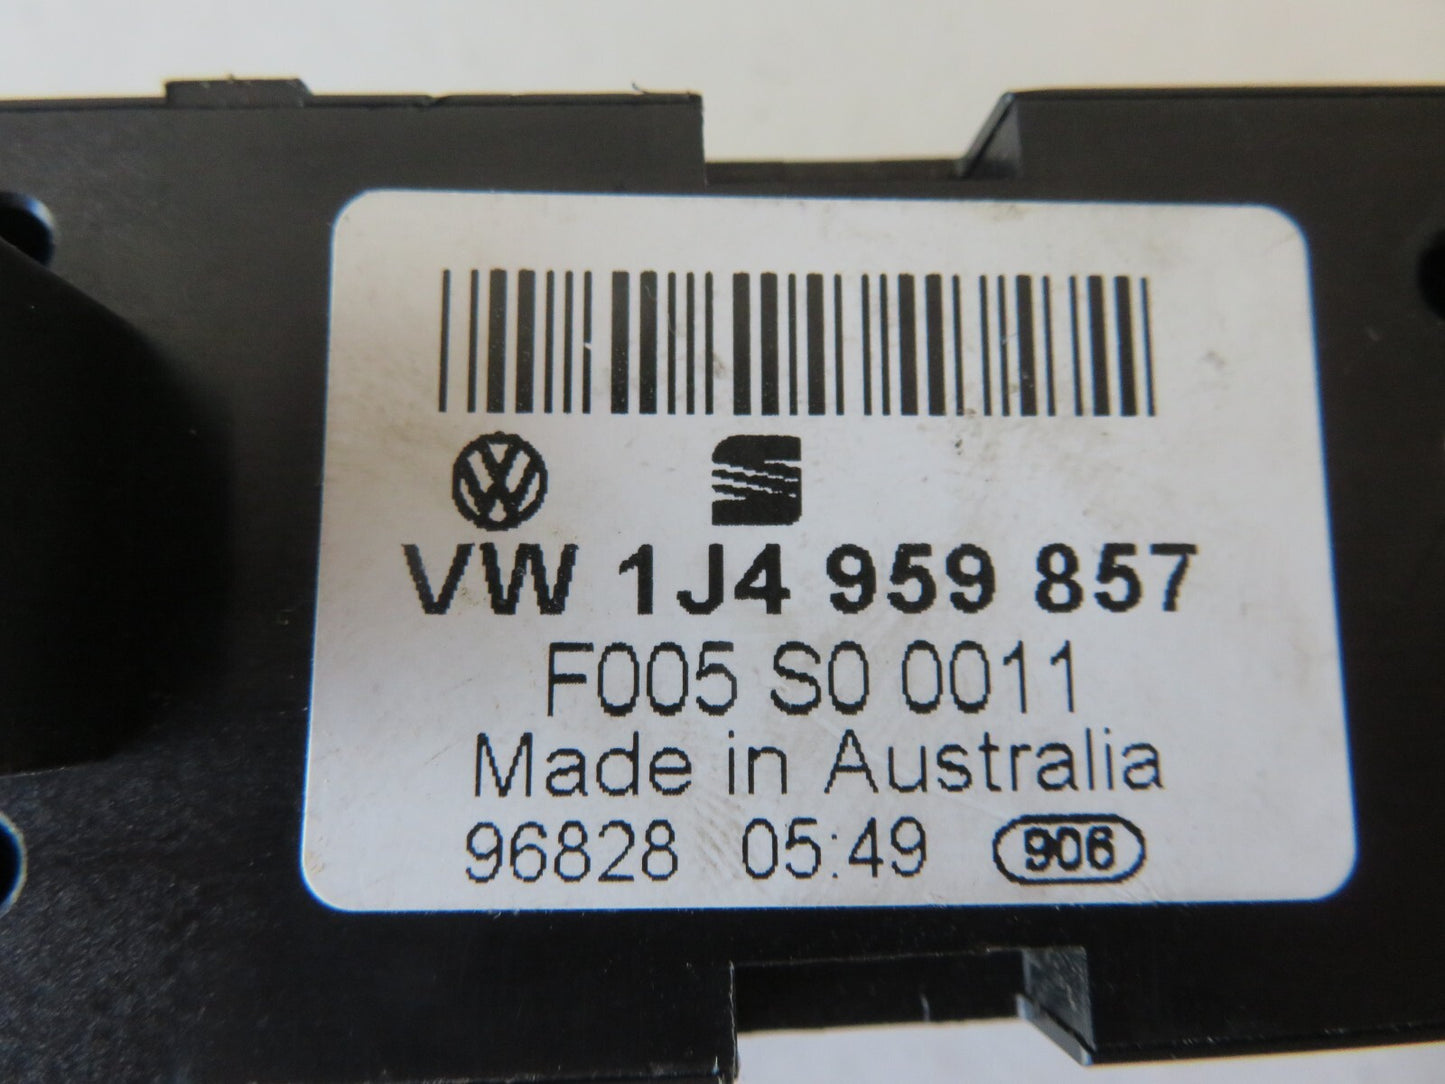 VW 1J4 959 857
F005 S0 0011
Made in Australia
96828 05:49 906